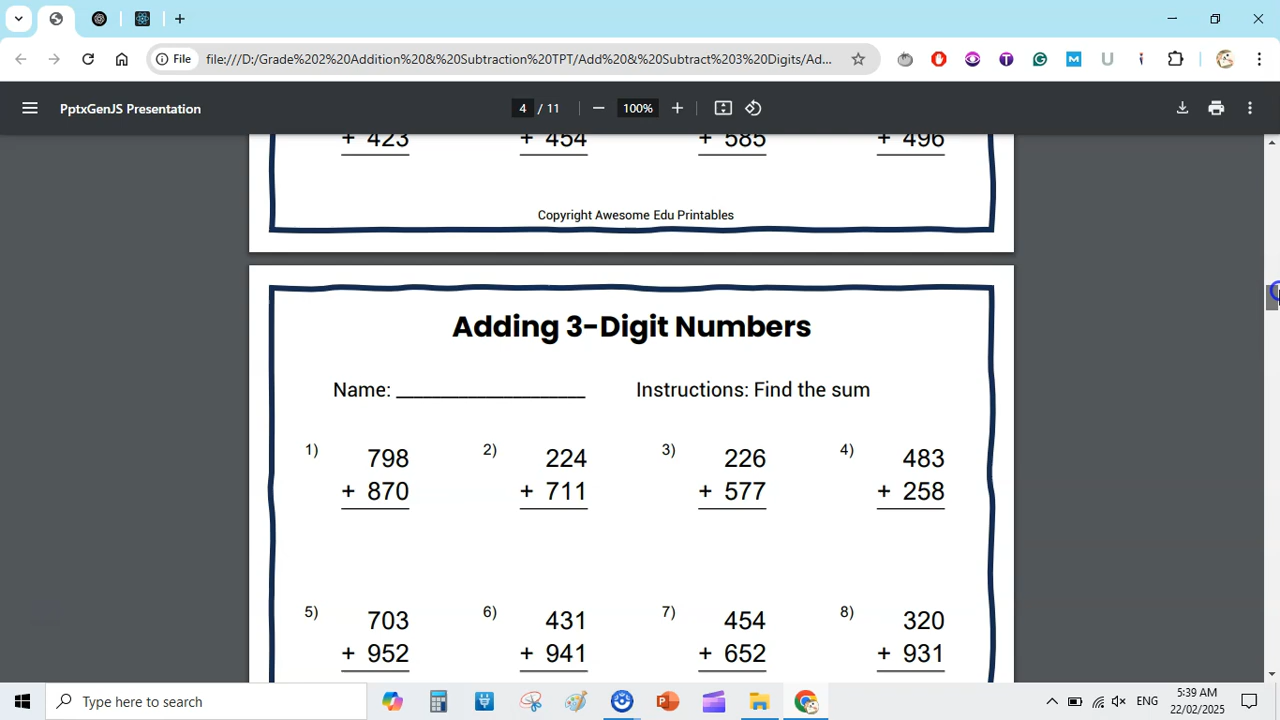 File
file:///D:/Grade%202%20Addition%20&%20Subtraction%20TPT/Add%20&%20Subtract%203%20Digits/Ad...
PptxGenJS Presentation
4 / 11
100%
+ 423 + 454 + 585 + 496
Copyright Awesome Edu Printables
Adding 3-Digit Numbers
Name: ____________________ Instructions: Find the sum
1) 798 2) 224 3) 226 4) 483
+ 870 + 711 + 577 + 258
5) 703 6) 431 7) 454 8) 320
+ 952 + 941 + 652 + 931
Type here to search
ENG
5:39 AM
22/02/2025